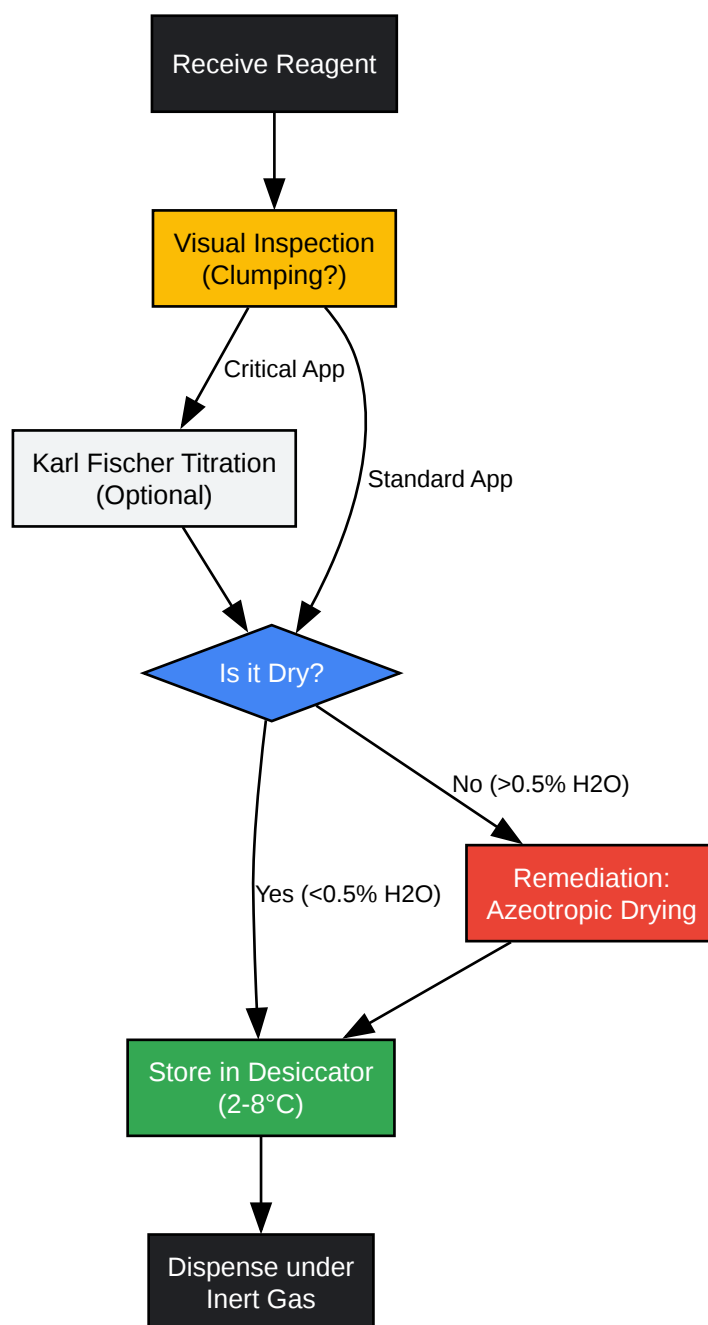 Receive Reagent
Visual Inspection
(Clumping?)
Critical App
Karl Fischer Titration
(Optional)
Standard App
Is it Dry?
No (>0.5% H2O)
Remediation:
Azeotropic Drying
Yes (<0.5% H2O)
Store in Desiccator
(2-8°C)
Dispense under
Inert Gas